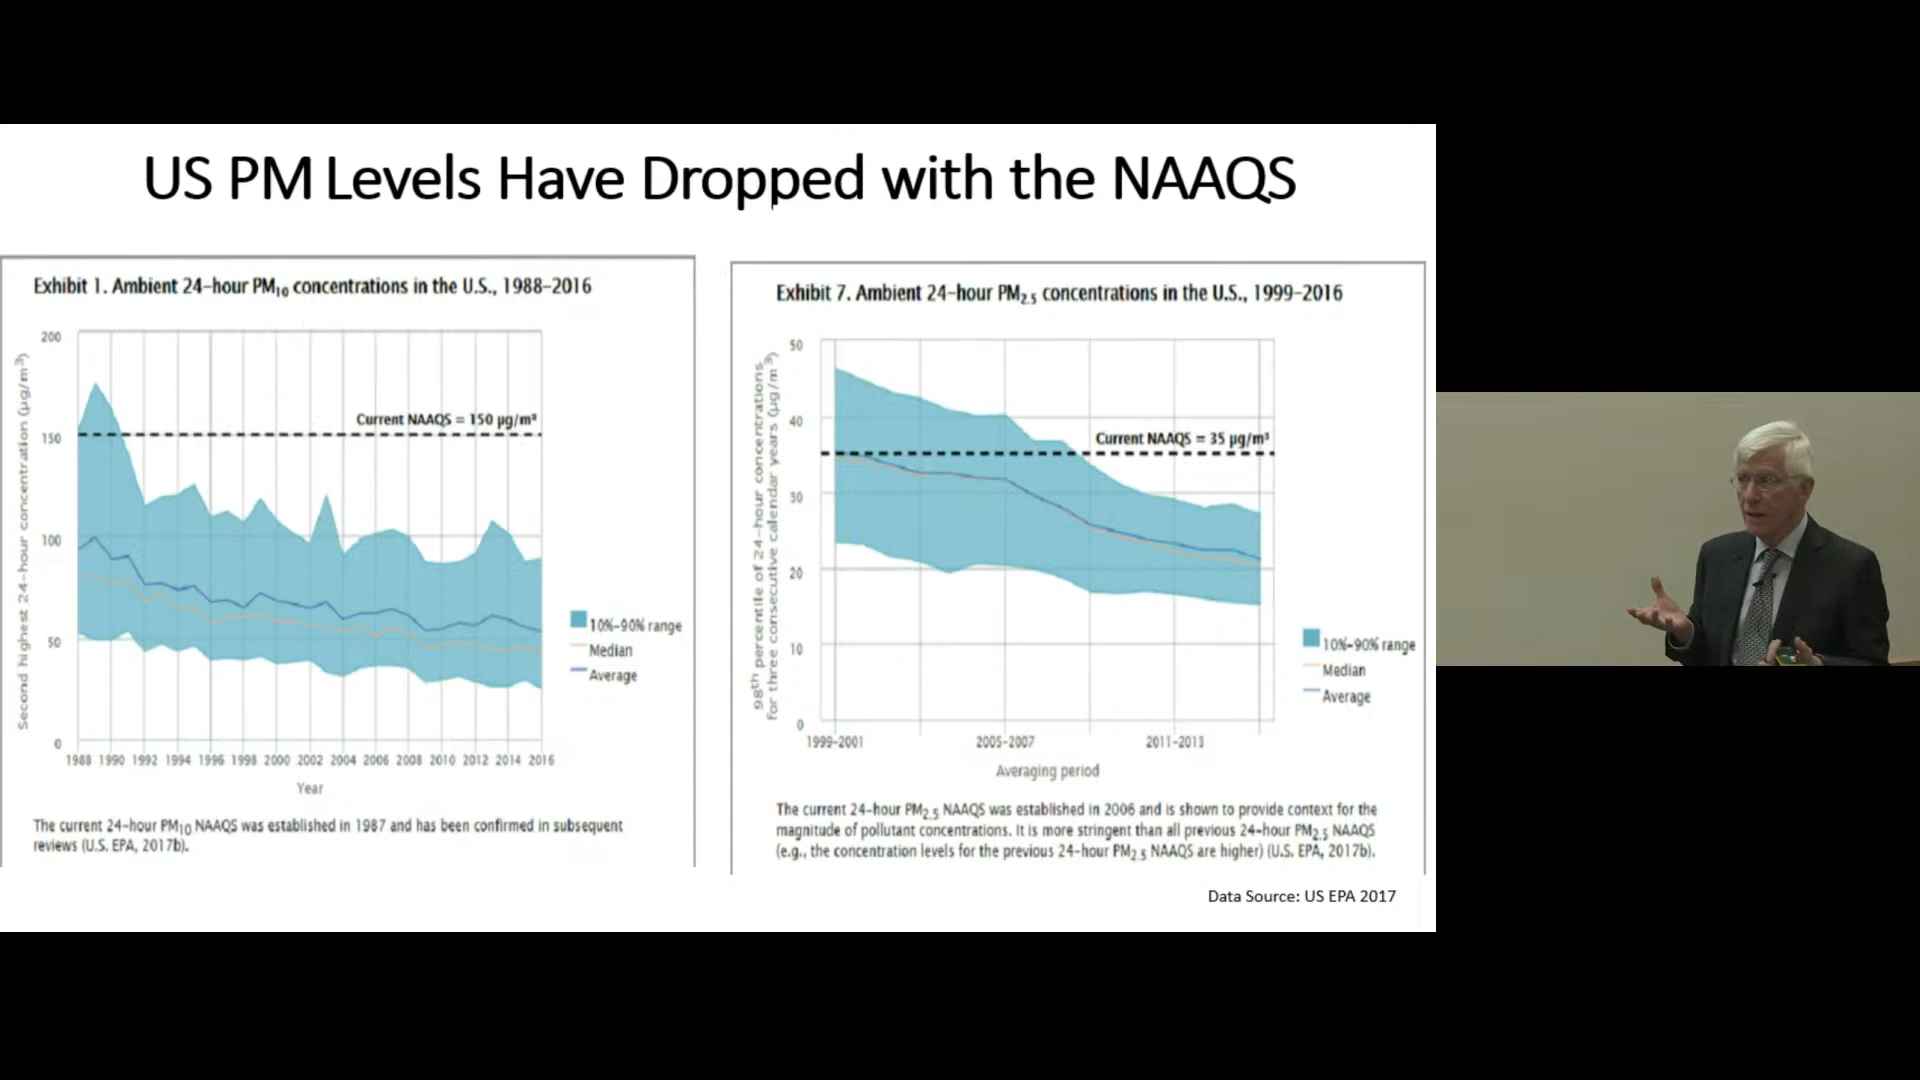 US PM Levels Have Dropped with the NAAQS
Exhibit 1. Ambient 24-hour PM10 concentrations in the U.S., 1988–2016
Second highest 24-hour concentration (µg/m³)
200
150
100
50
0
Current NAAQS = 150 µg/m³
10%–90% range
Median
Average
1988 1990 1992 1994 1996 1998 2000 2002 2004 2006 2008 2010 2012 2014 2016
Year
The current 24-hour PM10 NAAQS was established in 1987 and has been confirmed in subsequent
reviews (U.S. EPA, 2017b).
Exhibit 7. Ambient 24-hour PM2.5 concentrations in the U.S., 1999–2016
98th percentile of 24-hour concentrations
for three consecutive calendar years (µg/m³)
50
40
30
20
10
0
Current NAAQS = 35 µg/m³
10%–90% range
Median
Average
1999–2001 2005–2007 2011–2013
Averaging period
The current 24-hour PM2.5 NAAQS was established in 2006 and is shown to provide context for the
magnitude of pollutant concentrations. It is more stringent than all previous 24-hour PM2.5 NAAQS
(e.g., the concentration levels for the previous 24-hour PM2.5 NAAQS are higher) (U.S. EPA, 2017b).
Data Source: US EPA 2017